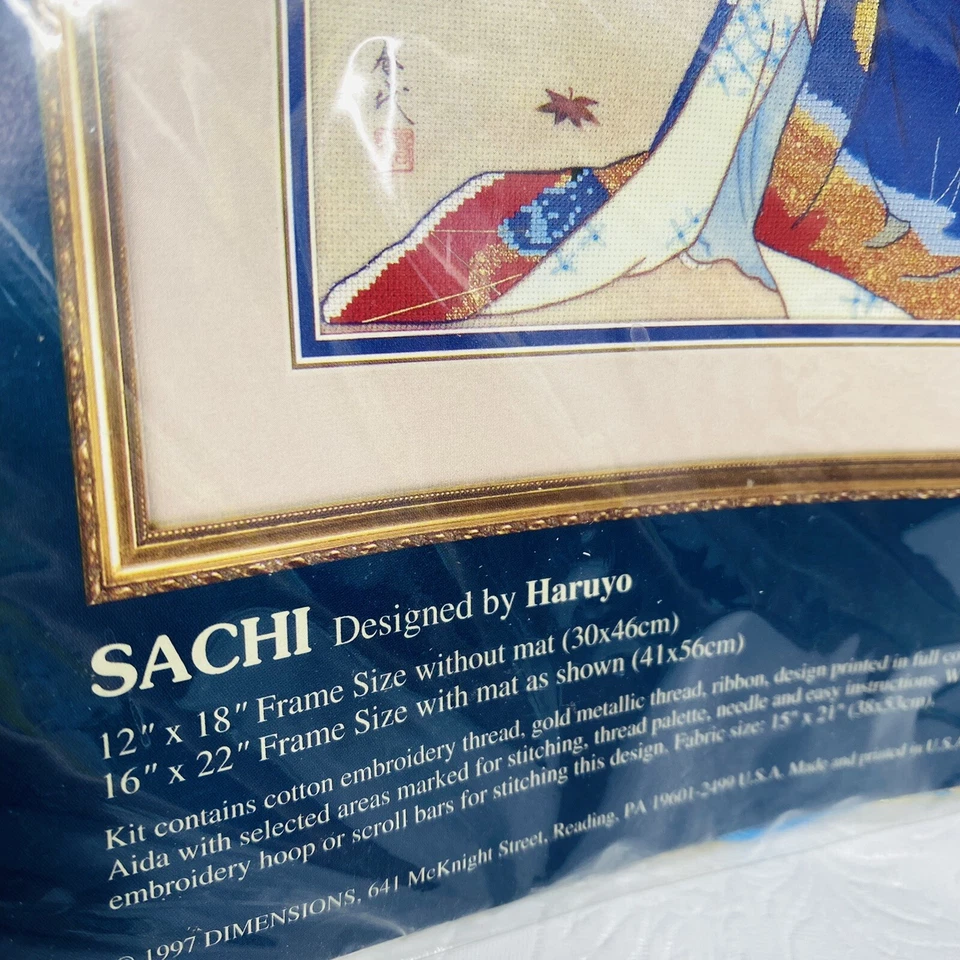 春代
SACHI Designed by Haruyo
12" x 18" Frame Size without mat (30x46cm)
16" x 22" Frame Size with mat as shown (41x56cm)
Kit contains cotton embroidery thread, gold metallic thread, ribbon, design printed in full
Aida with selected areas marked for stitching, thread palette, needle and easy instructions.
embroidery hoop or scroll bars for stitching this design. Fabric size: 15" x 21" (38x53cm).
© 1997 DIMENSIONS, 641 McKnight Street, Reading, PA 19601-2499 U.S.A. Made and printed in U.S.A.